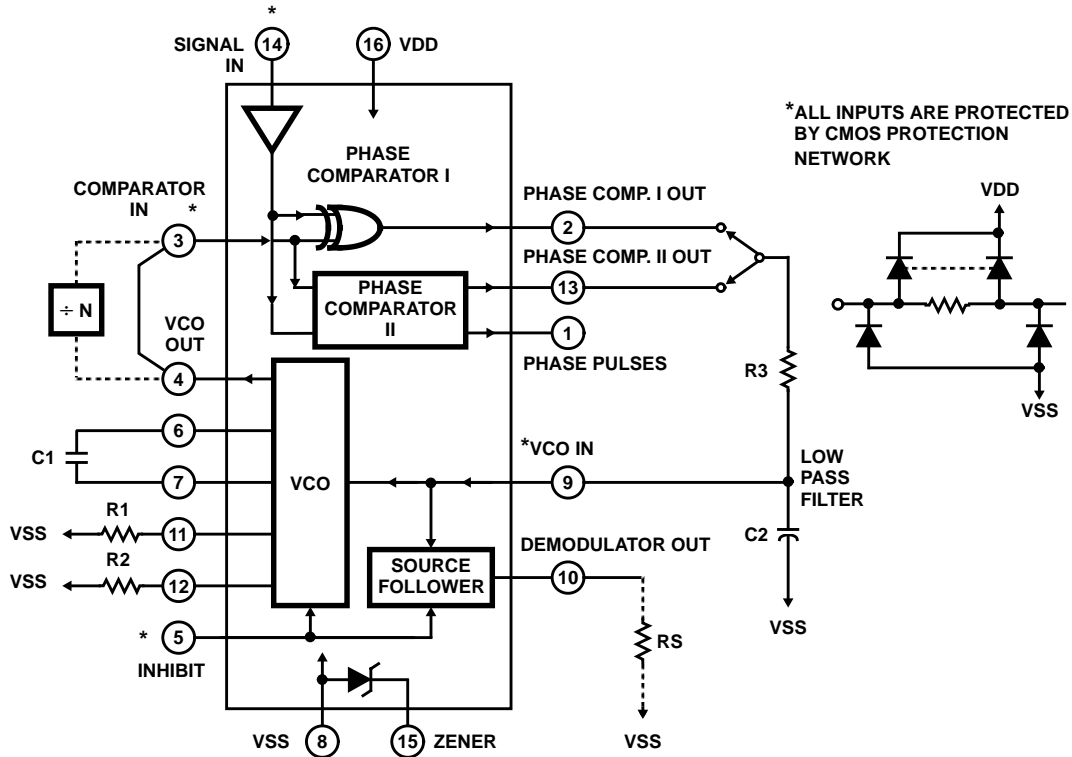 *
SIGNAL
IN
14
16
VDD
*ALL INPUTS ARE PROTECTED
BY CMOS PROTECTION
NETWORK
VDD
VSS
PHASE
COMPARATOR I
COMPARATOR
IN
*
3
÷ N
VCO
OUT
4
PHASE COMP. I OUT
2
PHASE COMP. II OUT
13
PHASE
COMPARATOR
II
1
PHASE PULSES
R3
6
C1
7
VCO
*VCO IN
9
LOW
PASS
FILTER
C2
VSS
R1
VSS
11
R2
VSS
12
DEMODULATOR OUT
SOURCE
FOLLOWER
10
RS
VSS
*
5
INHIBIT
VSS
8
15
ZENER